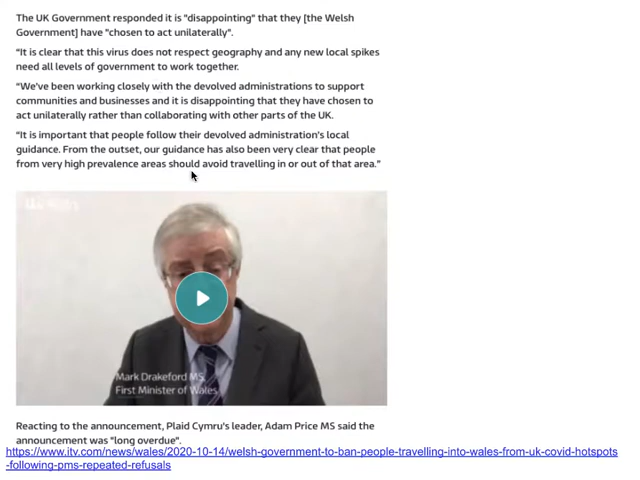 The UK Government responded it is "disappointing" that they [the Welsh
Government] have "chosen to act unilaterally".
"It is clear that this virus does not respect geography and any new local spikes
need all levels of government to work together.
"We've been working closely with the devolved administrations to support
communities and businesses and it is disappointing that they have chosen to
act unilaterally rather than collaborating with other parts of the UK.
"It is important that people follow their devolved administration's local
guidance. From the outset, our guidance has also been very clear that people
from very high prevalence areas should avoid travelling in or out of that area."
Mark Drakeford MS,
First Minister of Wales
Reacting to the announcement, Plaid Cymru's leader, Adam Price MS said the
announcement was "long overdue".
https://www.itv.com/news/wales/2020-10-14/welsh-government-to-ban-people-travelling-into-wales-from-uk-covid-hotspots
-following-pms-repeated-refusals